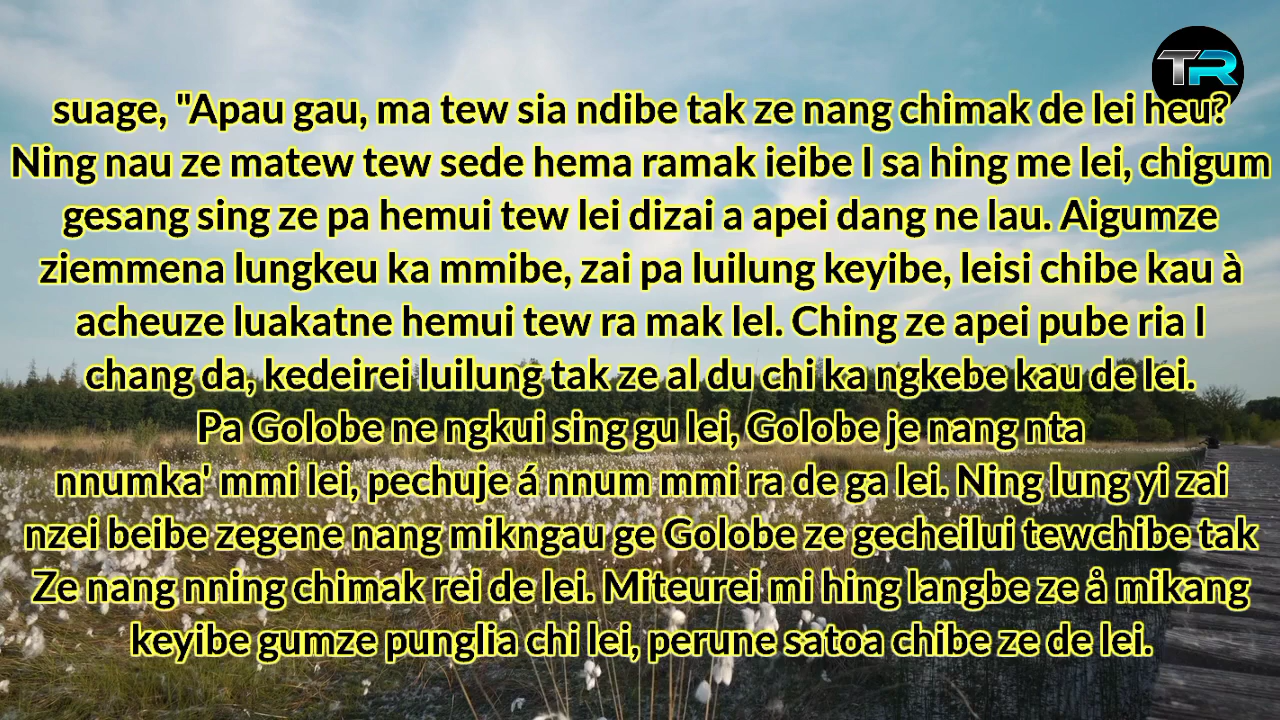 TR
suage, "Apau gau, ma tew sia ndibe tak ze nang chimak de lei heu?
Ning nau ze matew tew sede hema ramak ieibe I sa hing me lei, chigum
gesang sing ze pa hemui tew lei dizai a apei dang ne lau. Aigumze
ziemmena lungkeu ka mmibe, zai pa luilung keyibe, leisi chibe kau à
acheuze luakatne hemui tew ra mak lel. Ching ze apei pube ria I
chang da, kedeirei luilung tak ze al du chi ka ngkebe kau de lei.
Pa Golobe ne ngkui sing gu lei, Golobe je nang nta
nnumka' mmi lei, pechuje á nnum mmi ra de ga lei. Ning lung yi zai
nzei beibe zegene nang mikngau ge Golobe ze gecheilui tewchibe tak
Ze nang nning chimak rei de lei. Miteurei mi hing langbe ze å mikang
keyibe gumze punglia chi lei, perune satoa chibe ze de lei.